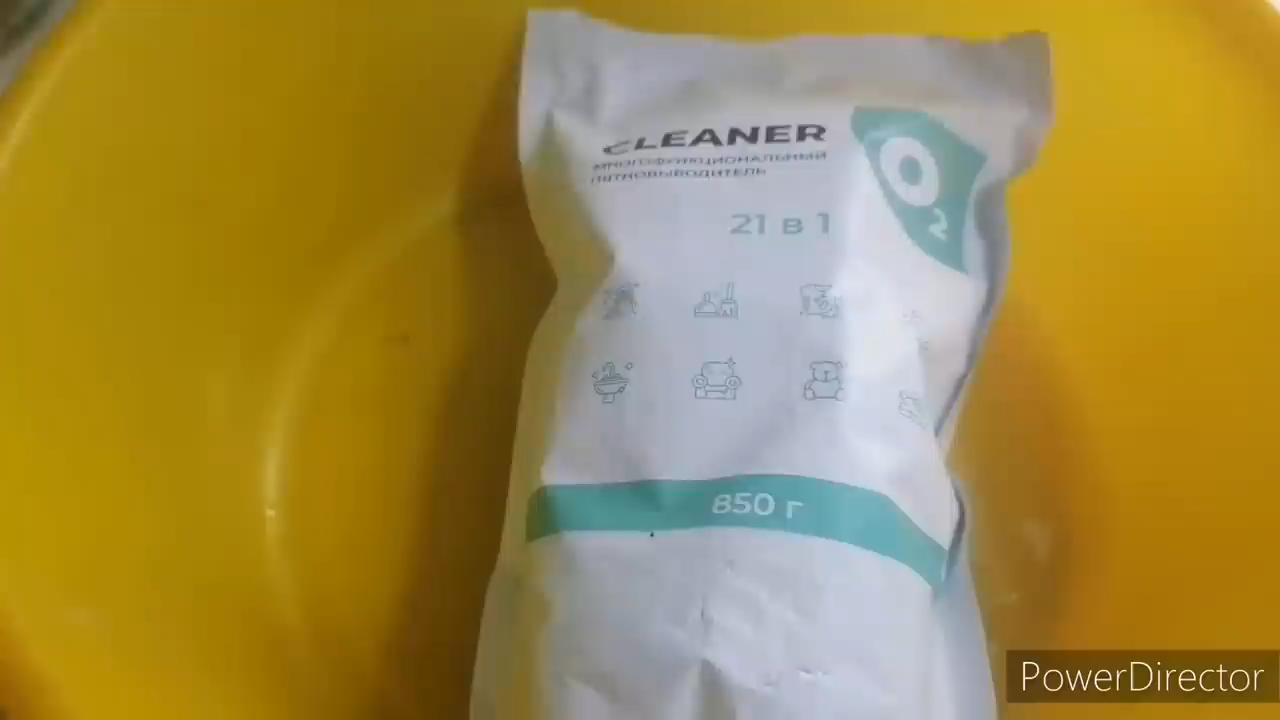 CLEANER
МНОГОФУНКЦИОНАЛЬНЫЙ
ПЯТНОВЫВОДИТЕЛЬ
O2
21 в 1
850 г
PowerDirector